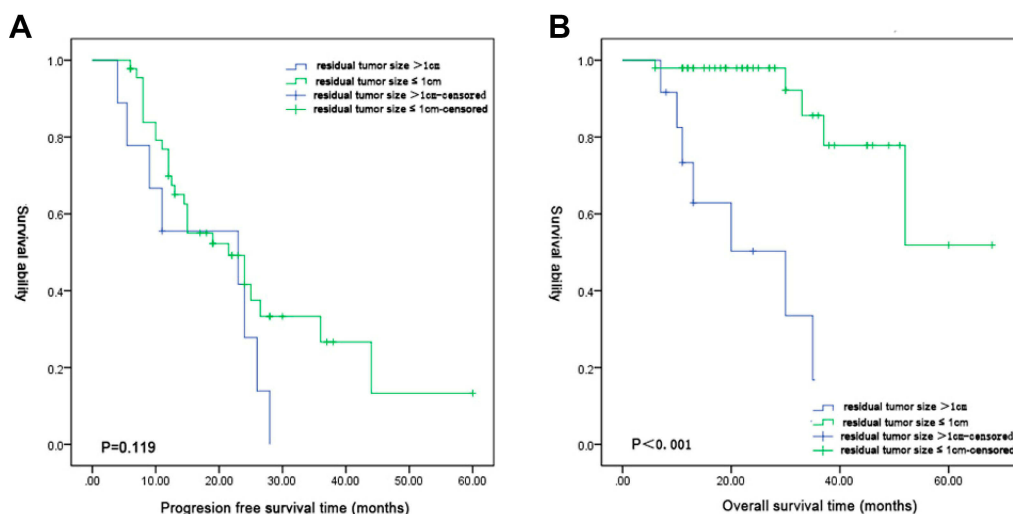 A
residual tumor size >1cm
residual tumor size ≤ 1cm
residual tumor size >1cm-censored
residual tumor size ≤ 1cm-censored
1.0
0.8
0.6
0.4
0.2
0.0
Survival ability
P=0.119
.00 10.00 20.00 30.00 40.00 50.00 60.00
Progresion free survival time (months)
B
1.0
0.8
0.6
0.4
0.2
0.0
Survival ability
residual tumor size >1cm
residual tumor size ≤ 1cm
residual tumor size >1cm-censored
residual tumor size ≤ 1cm-censored
P<0.001
.00 20.00 40.00 60.00
Overall survival time (months)